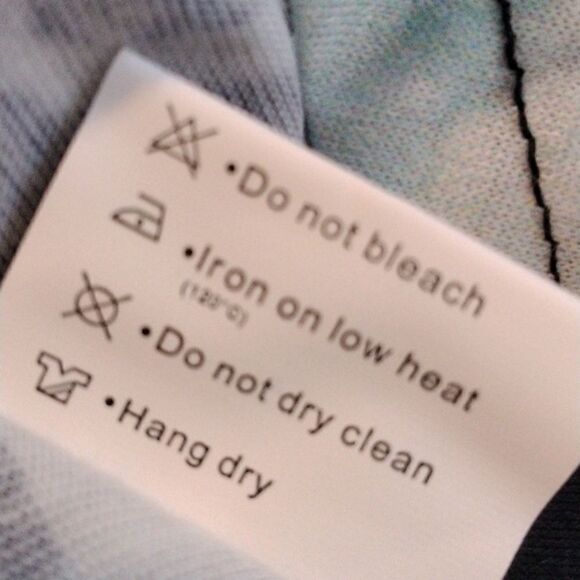 •Do not bleach
•Iron on low heat
(120°C)
•Do not dry clean
•Hang dry